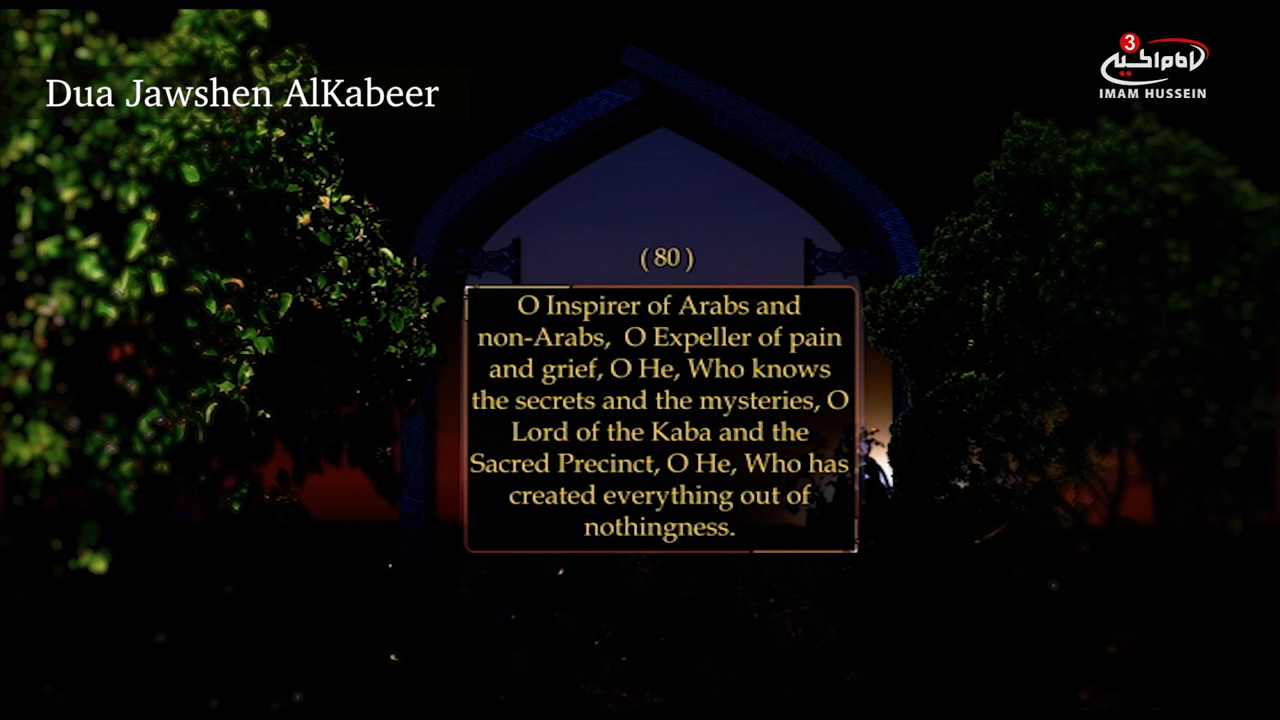 Dua Jawshen AlKabeer
3
IMAM HUSSEIN
( 80 )
O Inspirer of Arabs and
non-Arabs, O Expeller of pain
and grief, O He, Who knows
the secrets and the mysteries, O
Lord of the Kaba and the
Sacred Precinct, O He, Who has
created everything out of
nothingness.